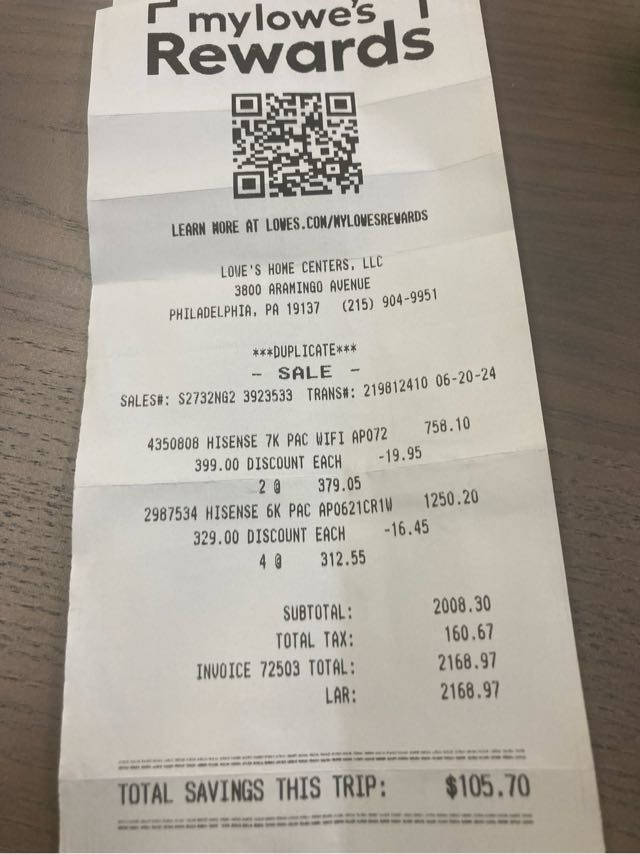 mylowe's
Rewards
LEARN MORE AT LOWES.COM/MYLOWESREWARDS
LOWE'S HOME CENTERS, LLC
3800 ARAMINGO AVENUE
PHILADELPHIA, PA 19137 (215) 904-9951
***DUPLICATE***
- SALE -
SALES#: S2732NG2 3923533 TRANS#: 219812410 06-20-24
4350808 HISENSE 7K PAC WIFI AP072 758.10
399.00 DISCOUNT EACH -19.95
2 @ 379.05
2987534 HISENSE 6K PAC AP0621CR1W 1250.20
329.00 DISCOUNT EACH -16.45
4 @ 312.55
SUBTOTAL: 2008.30
TOTAL TAX: 160.67
INVOICE 72503 TOTAL: 2168.97
LAR: 2168.97
TOTAL SAVINGS THIS TRIP: $105.70